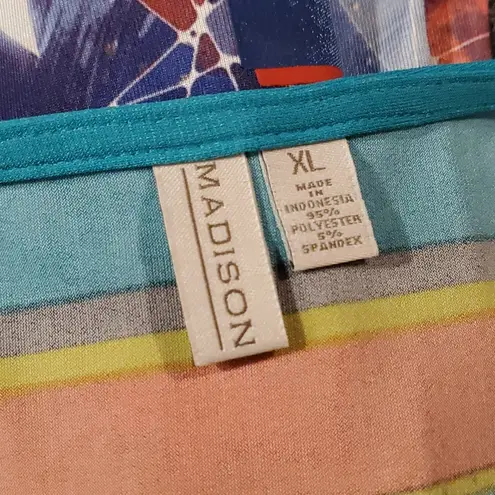 MADISON
XL
MADE
IN
INDONESIA
95%
POLYESTER
5%
SPANDEX